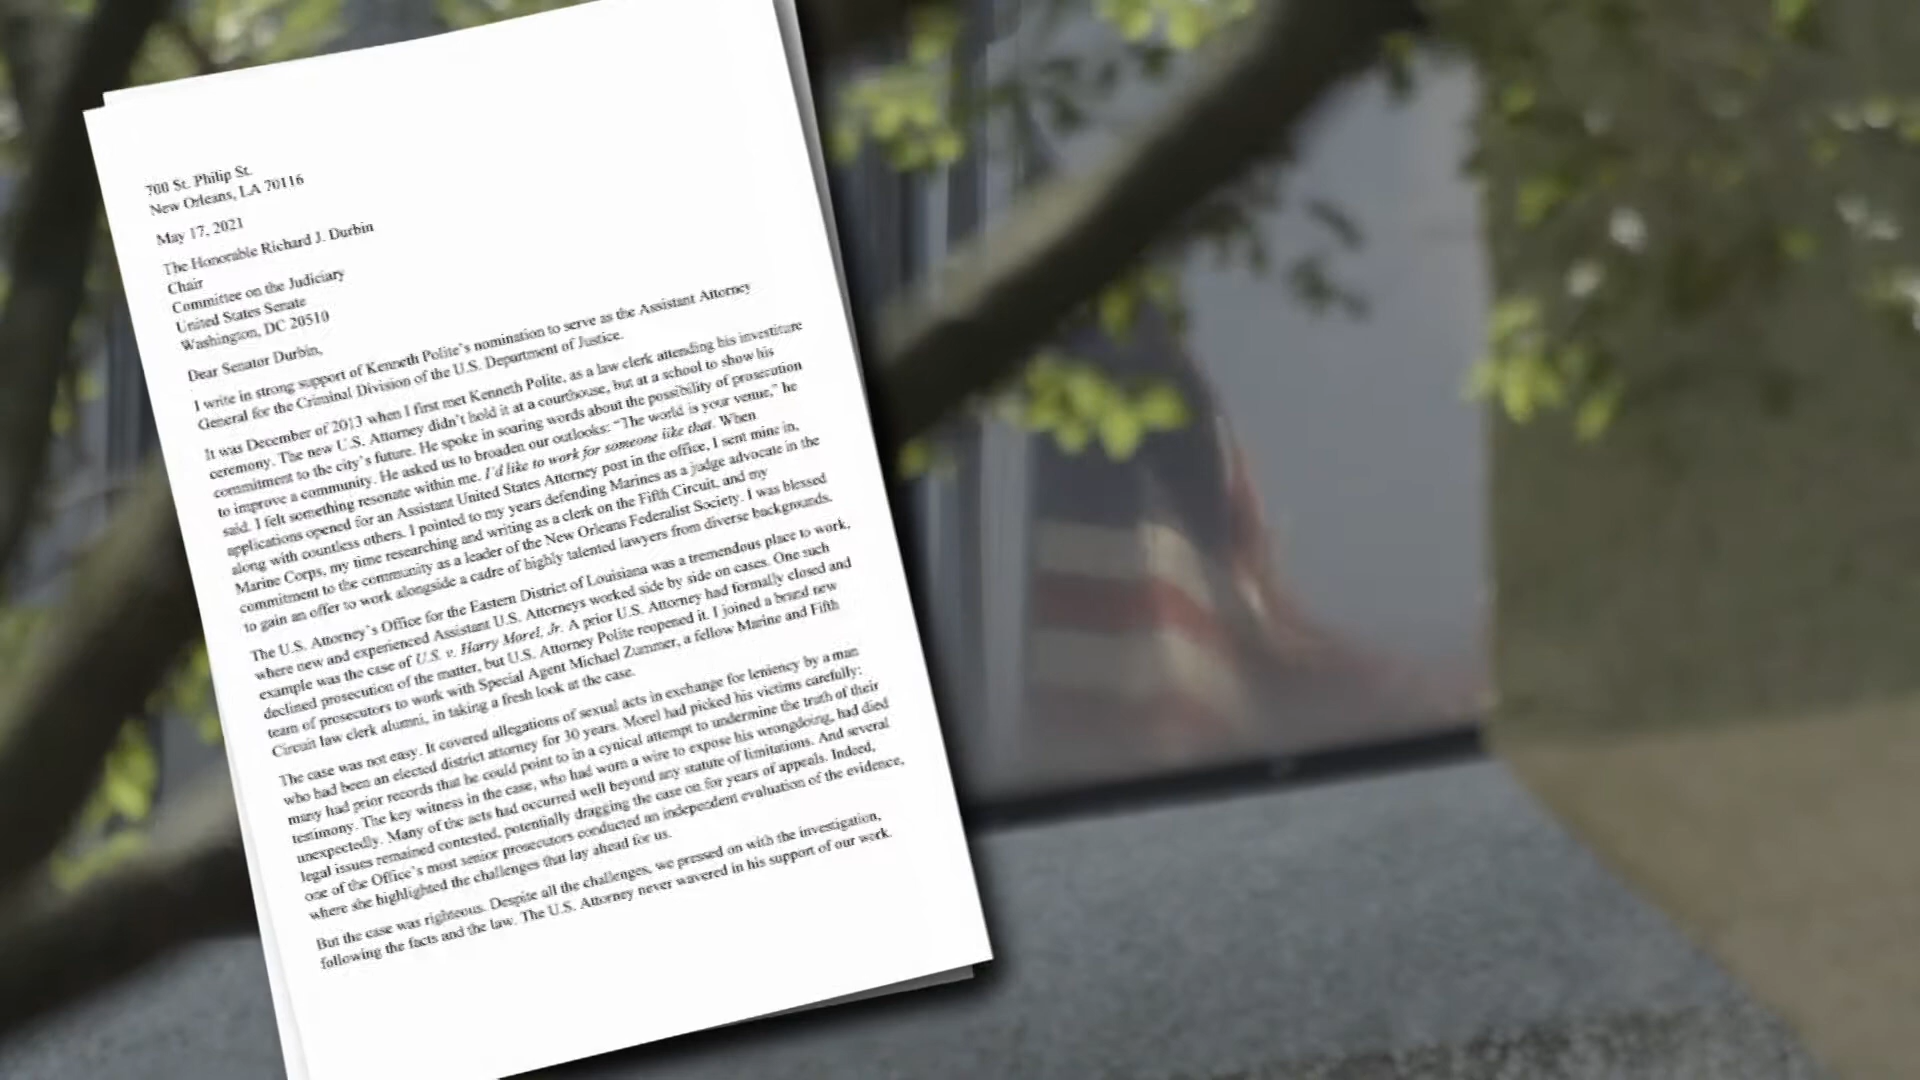 700 St. Philip St.
New Orleans, LA 70116
May 17, 2021
The Honorable Richard J. Durbin
Chair
Committee on the Judiciary
United States Senate
Washington, DC 20510
Dear Senator Durbin,
I write in strong support of Kenneth Polite's nomination to serve as the Assistant Attorney
General for the Criminal Division of the U.S. Department of Justice.
It was December of 2013 when I first met Kenneth Polite, as a law clerk attending his investiture
ceremony. The new U.S. Attorney didn't hold it at a courthouse, but at a school to show his
commitment to the city's future. He spoke in soaring words about the possibility of prosecution
to improve a community. He asked us to broaden our outlooks: "The world is your venue," he
said. I felt something resonate within me. I'd like to work for someone like that. When
applications opened for an Assistant United States Attorney post in the office, I sent mine in,
along with countless others. I pointed to my years defending Marines as a judge advocate in the
Marine Corps, my time researching and writing as a clerk on the Fifth Circuit, and my
commitment to the community as a leader of the New Orleans Federalist Society. I was blessed
to gain an offer to work alongside a cadre of highly talented lawyers from diverse backgrounds.
The U.S. Attorney's Office for the Eastern District of Louisiana was a tremendous place to work,
where new and experienced Assistant U.S. Attorneys worked side by side on cases. One such
example was the case of U.S. v. Harry Morel, Jr. A prior U.S. Attorney had formally closed and
declined prosecution of the matter, but U.S. Attorney Polite reopened it. I joined a brand new
team of prosecutors to work with Special Agent Michael Zummer, a fellow Marine and Fifth
Circuit law clerk alumni, in taking a fresh look at the case.
The case was not easy. It covered allegations of sexual acts in exchange for leniency by a man
who had been an elected district attorney for 30 years. Morel had picked his victims carefully:
many had prior records that he could point to in a cynical attempt to undermine the truth of their
testimony. The key witness in the case, who had worn a wire to expose his wrongdoing, had died
unexpectedly. Many of the acts had occurred well beyond any statute of limitations. And several
legal issues remained contested, potentially dragging the case on for years of appeals. Indeed,
one of the Office's most senior prosecutors conducted an independent evaluation of the evidence,
where she highlighted the challenges that lay ahead for us.
But the case was righteous. Despite all the challenges, we pressed on with the investigation,
following the facts and the law. The U.S. Attorney never wavered in his support of our work.